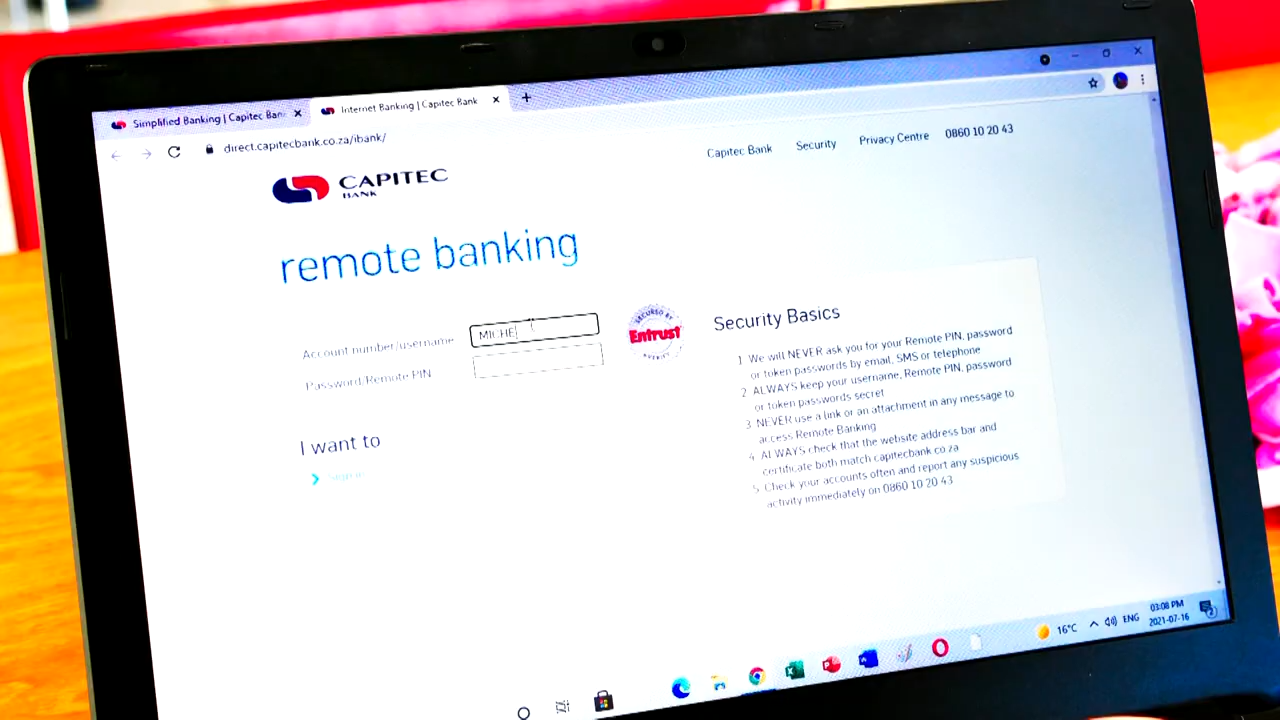 Simplified Banking | Capitec Ban
Internet Banking | Capitec Bank
direct.capitecbank.co.za/ibank/
Capitec Bank Security Privacy Centre 0860 10 20 43
CAPITEC
BANK
remote banking
Account number/username MICHE
Password/Remote PIN
SECURED BY
Entrust
I want to
Sign in
Security Basics
1 We will NEVER ask you for your Remote PIN, password
or token passwords by email, SMS or telephone
2 ALWAYS keep your username, Remote PIN, password
or token passwords secret
3 NEVER use a link or an attachment in any message to
access Remote Banking
4 ALWAYS check that the website address bar and
certificate both match capitecbank.co.za
5 Check your accounts often and report any suspicious
activity immediately on 0860 10 20 43
16°C ENG 03:08 PM
2021-07-16